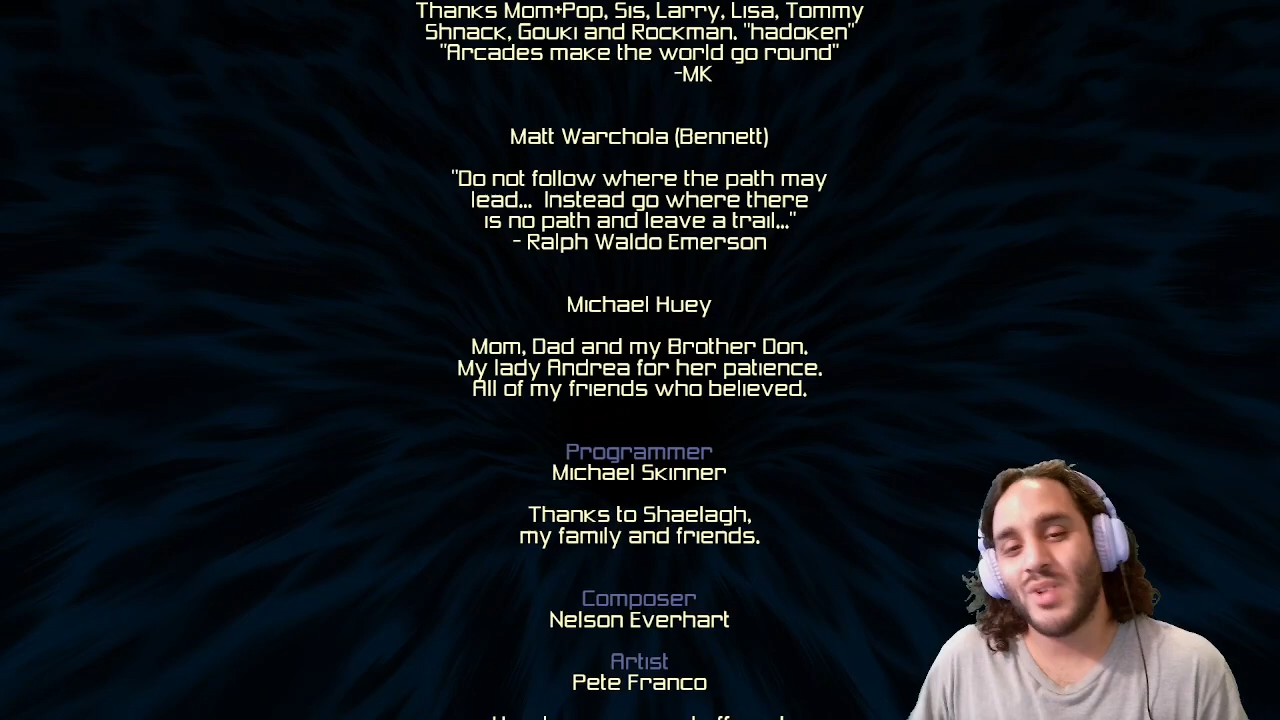 Thanks Mom+Pop, Sis, Larry, Lisa, Tommy
Shnack, Gouki and Rockman. "hadoken"
"Arcades make the world go round"
-MK
Matt Warchola (Bennett)
"Do not follow where the path may
lead... Instead go where there
is no path and leave a trail..."
- Ralph Waldo Emerson
Michael Huey
Mom, Dad and my Brother Don.
My lady Andrea for her patience.
All of my friends who believed.
Programmer
Michael Skinner
Thanks to Shaelagh,
my family and friends.
Composer
Nelson Everhart
Artist
Pete Franco